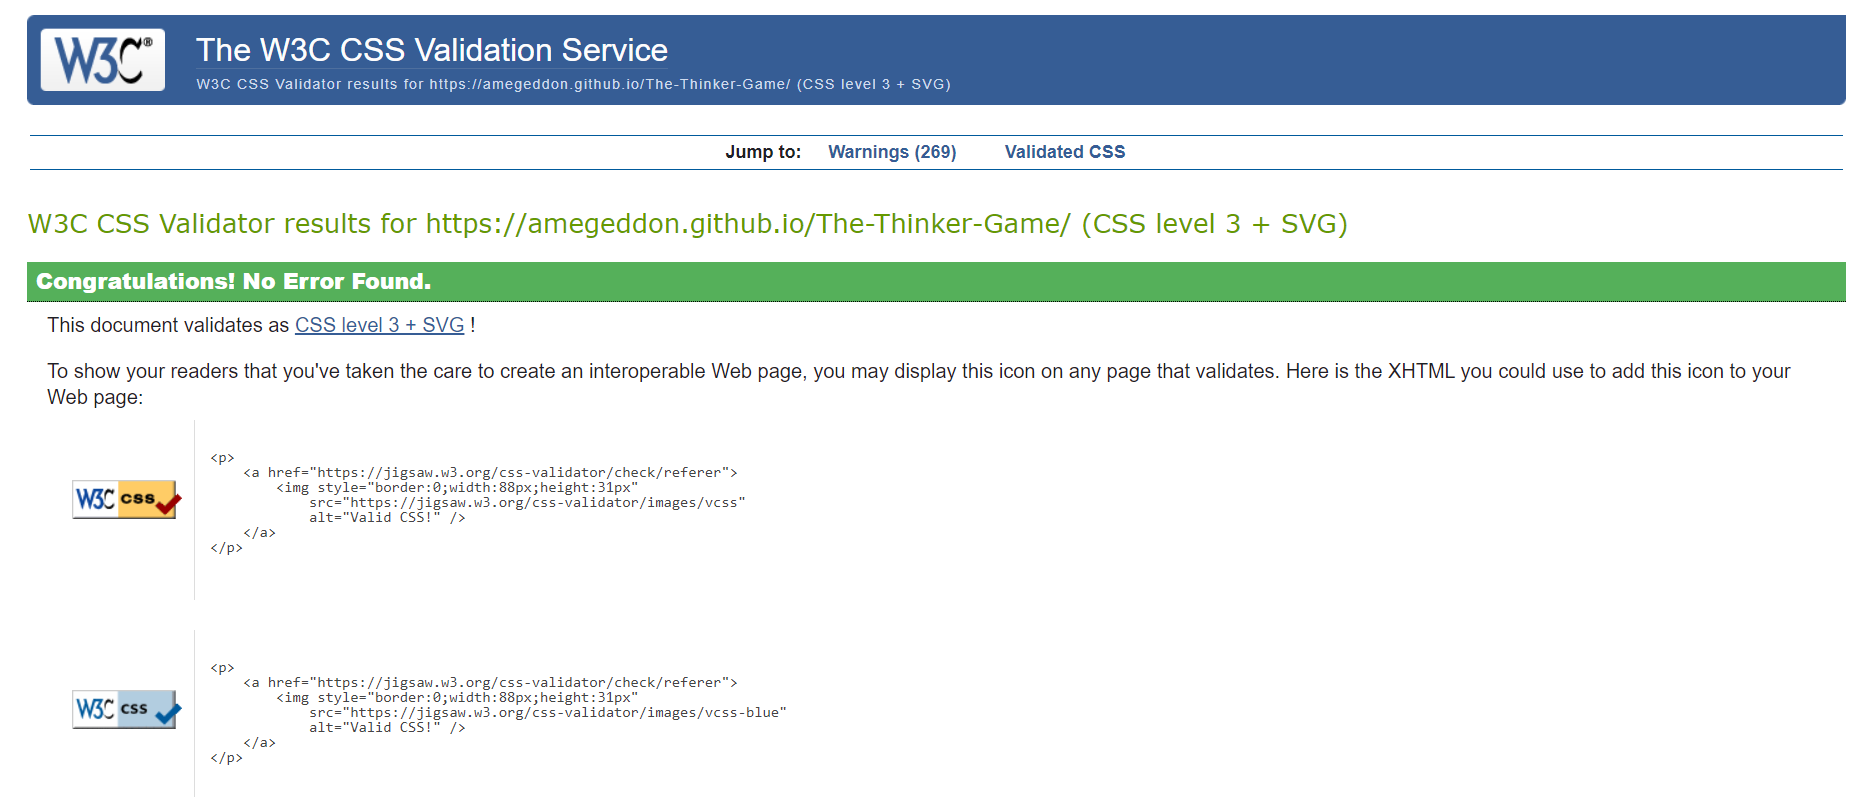 W3C®
The W3C CSS Validation Service
W3C CSS Validator results for https://amegeddon.github.io/The-Thinker-Game/ (CSS level 3 + SVG)
Jump to: Warnings (269) Validated CSS
W3C CSS Validator results for https://amegeddon.github.io/The-Thinker-Game/ (CSS level 3 + SVG)
Congratulations! No Error Found.
This document validates as CSS level 3 + SVG !
To show your readers that you've taken the care to create an interoperable Web page, you may display this icon on any page that validates. Here is the XHTML you could use to add this icon to your
Web page:
W3C css
<p>
<a href="https://jigsaw.w3.org/css-validator/check/referer">
<img style="border:0;width:88px;height:31px"
src="https://jigsaw.w3.org/css-validator/images/vcss"
alt="Valid CSS!" />
</a>
</p>
W3C css
<p>
<a href="https://jigsaw.w3.org/css-validator/check/referer">
<img style="border:0;width:88px;height:31px"
src="https://jigsaw.w3.org/css-validator/images/vcss-blue"
alt="Valid CSS!" />
</a>
</p>